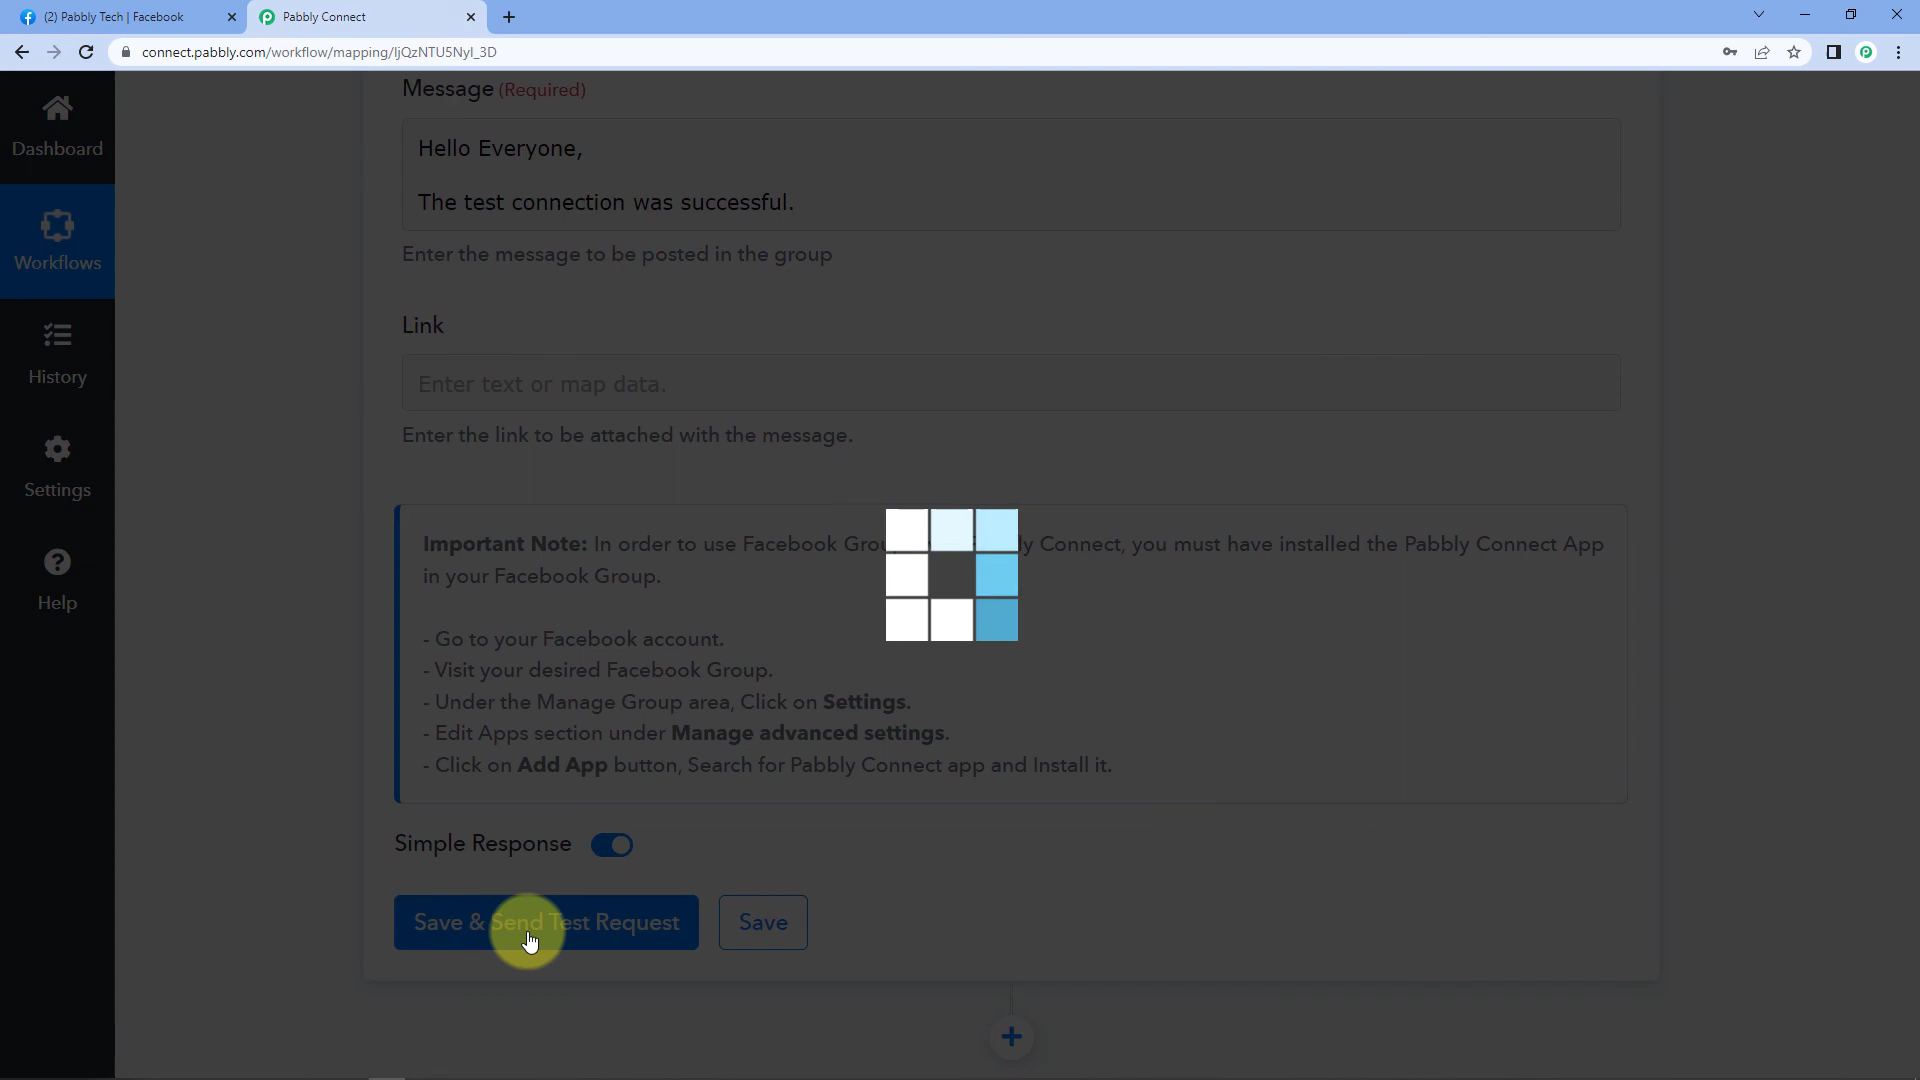 (2) Pabbly Tech | Facebook
Pabbly Connect
connect.pabbly.com/workflow/mapping/IjQzNTU5NyI_3D
Dashboard
Workflows
History
Settings
Help
Message (Required)
Hello Everyone,
The test connection was successful.
Enter the message to be posted in the group
Link
Enter text or map data.
Enter the link to be attached with the message.
Important Note: In order to use Facebook Connect, you must have installed the Pabbly Connect App
in your Facebook Group.
- Go to your Facebook account.
- Visit your desired Facebook Group.
- Under the Manage Group area, Click on Settings.
- Edit Apps section under Manage advanced settings.
- Click on Add App button, Search for Pabbly Connect app and Install it.
Simple Response
Save & Send Test Request
Save